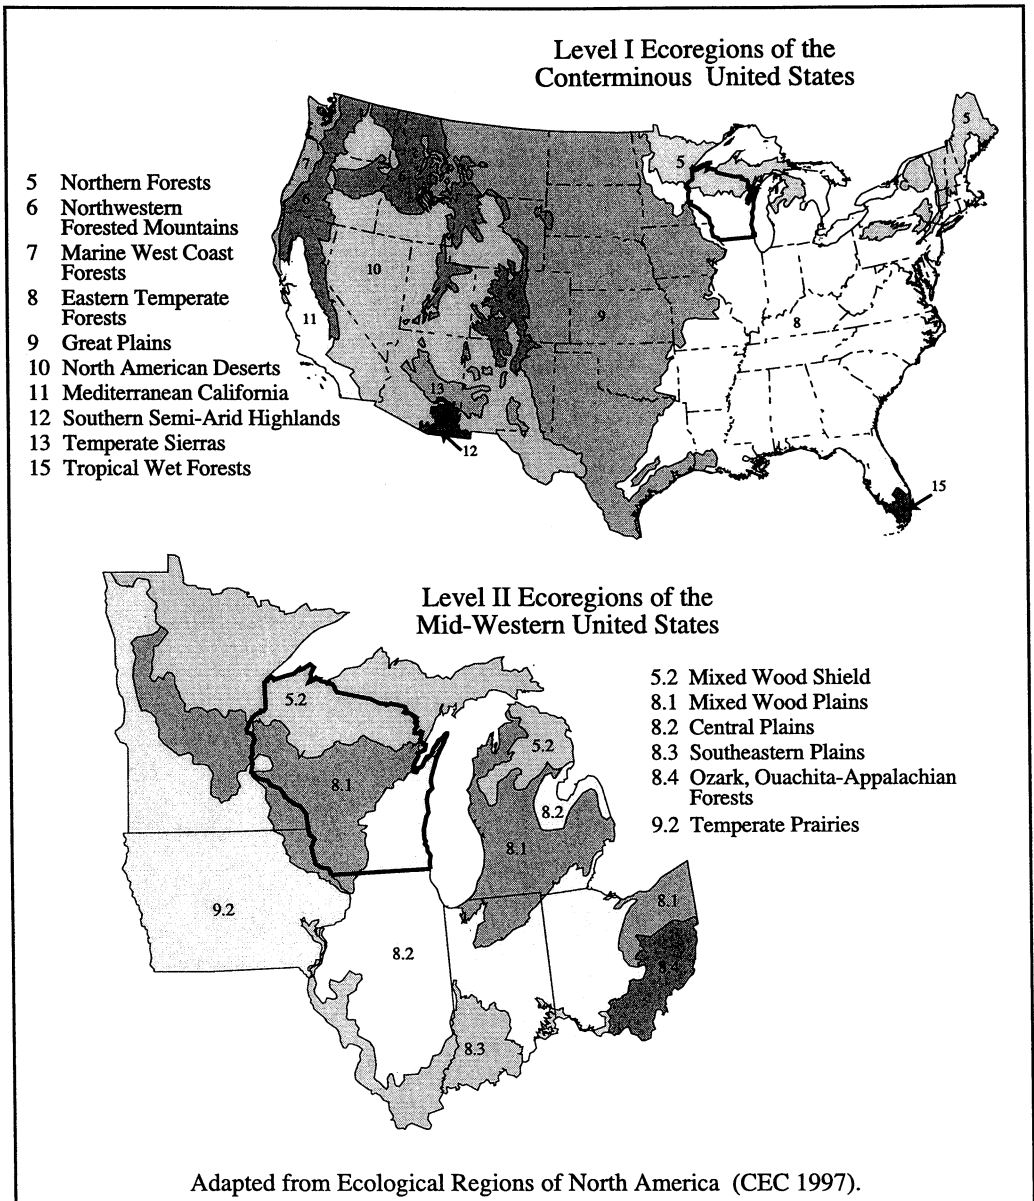 Level I Ecoregions of the
Conterminous United States
5 Northern Forests
6 Northwestern
Forested Mountains
7 Marine West Coast
Forests
8 Eastern Temperate
Forests
9 Great Plains
10 North American Deserts
11 Mediterranean California
12 Southern Semi-Arid Highlands
13 Temperate Sierras
15 Tropical Wet Forests
5
5
7
6
10
11
9
8
13
12
15
Level II Ecoregions of the
Mid-Western United States
5.2 Mixed Wood Shield
8.1 Mixed Wood Plains
8.2 Central Plains
8.3 Southeastern Plains
8.4 Ozark, Ouachita-Appalachian
Forests
9.2 Temperate Prairies
5.2
5.2
8.1
8.2
8.1
8.1
9.2
8.2
8.4
8.3
Adapted from Ecological Regions of North America (CEC 1997).